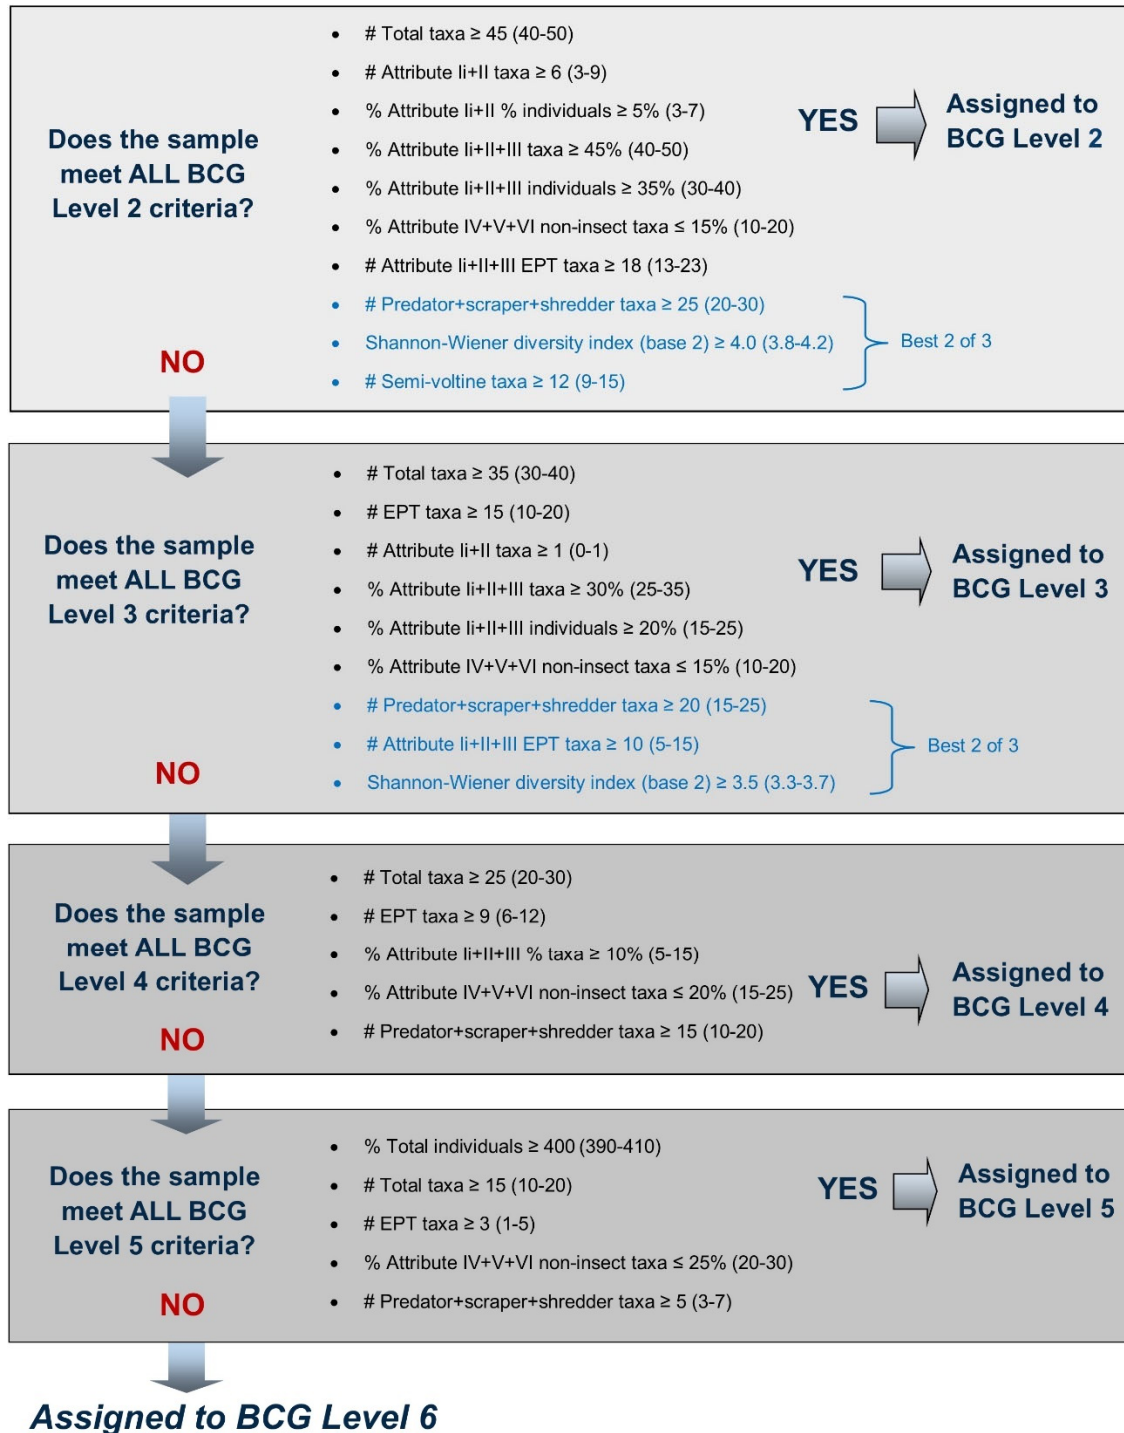 Does the sample
meet ALL BCG
Level 2 criteria?
NO
• # Total taxa ≥ 45 (40-50)
• # Attribute Ii+II taxa ≥ 6 (3-9)
• % Attribute Ii+II % individuals ≥ 5% (3-7)
• % Attribute Ii+II+III taxa ≥ 45% (40-50)
• % Attribute Ii+II+III individuals ≥ 35% (30-40)
• % Attribute IV+V+VI non-insect taxa ≤ 15% (10-20)
• # Attribute Ii+II+III EPT taxa ≥ 18 (13-23)
• # Predator+scraper+shredder taxa ≥ 25 (20-30)
• Shannon-Wiener diversity index (base 2) ≥ 4.0 (3.8-4.2)
• # Semi-voltine taxa ≥ 12 (9-15)
Best 2 of 3
YES
Assigned to
BCG Level 2
Does the sample
meet ALL BCG
Level 3 criteria?
NO
• # Total taxa ≥ 35 (30-40)
• # EPT taxa ≥ 15 (10-20)
• # Attribute Ii+II taxa ≥ 1 (0-1)
• % Attribute Ii+II+III taxa ≥ 30% (25-35)
• % Attribute Ii+II+III individuals ≥ 20% (15-25)
• % Attribute IV+V+VI non-insect taxa ≤ 15% (10-20)
• # Predator+scraper+shredder taxa ≥ 20 (15-25)
• # Attribute Ii+II+III EPT taxa ≥ 10 (5-15)
• Shannon-Wiener diversity index (base 2) ≥ 3.5 (3.3-3.7)
Best 2 of 3
YES
Assigned to
BCG Level 3
Does the sample
meet ALL BCG
Level 4 criteria?
NO
• # Total taxa ≥ 25 (20-30)
• # EPT taxa ≥ 9 (6-12)
• % Attribute Ii+II+III % taxa ≥ 10% (5-15)
• % Attribute IV+V+VI non-insect taxa ≤ 20% (15-25)
• # Predator+scraper+shredder taxa ≥ 15 (10-20)
YES
Assigned to
BCG Level 4
Does the sample
meet ALL BCG
Level 5 criteria?
NO
• % Total individuals ≥ 400 (390-410)
• # Total taxa ≥ 15 (10-20)
• # EPT taxa ≥ 3 (1-5)
• % Attribute IV+V+VI non-insect taxa ≤ 25% (20-30)
• # Predator+scraper+shredder taxa ≥ 5 (3-7)
YES
Assigned to
BCG Level 5
Assigned to BCG Level 6